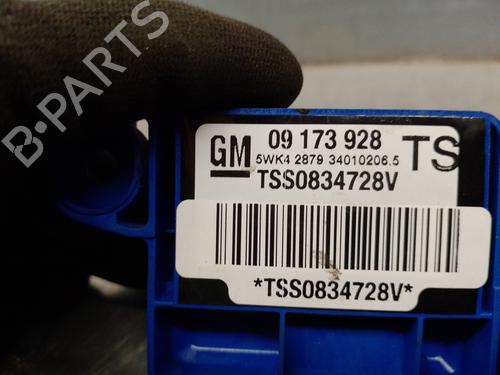 GM 09 173 928 TS
5WK4 2879 34010206.5
TSS0834728V
*TSS0834728V*
B-PARTS